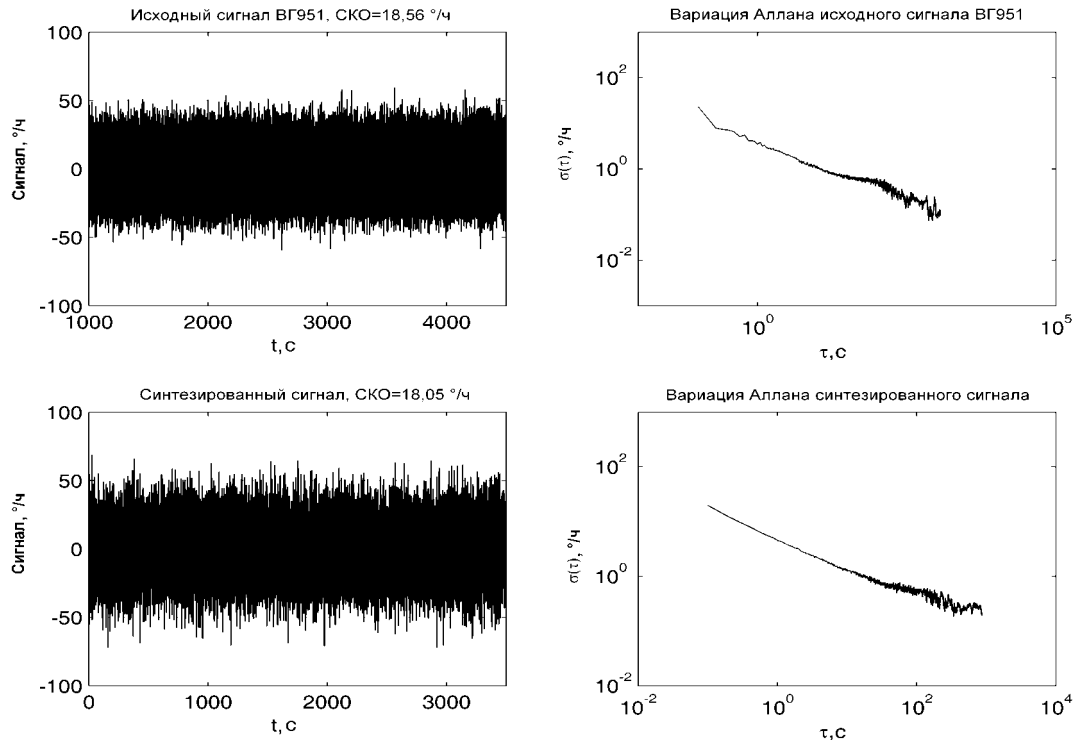 Исходный сигнал ВГ951, СКО=18,56 °/ч
100
50
0
-50
-100
Сигнал, °/ч
1000
2000
3000
4000
t,c
Вариация Аллана исходного сигнала ВГ951
10²
10⁰
10⁻²
σ(τ), °/ч
10⁰
10⁵
τ,c
Синтезированный сигнал, СКО=18,05 °/ч
100
50
0
-50
-100
Сигнал, °/ч
0
1000
2000
3000
t,c
Вариация Аллана синтезированного сигнала
10²
10⁰
10⁻²
σ(τ), °/ч
10⁻²
10⁰
10²
10⁴
τ,c